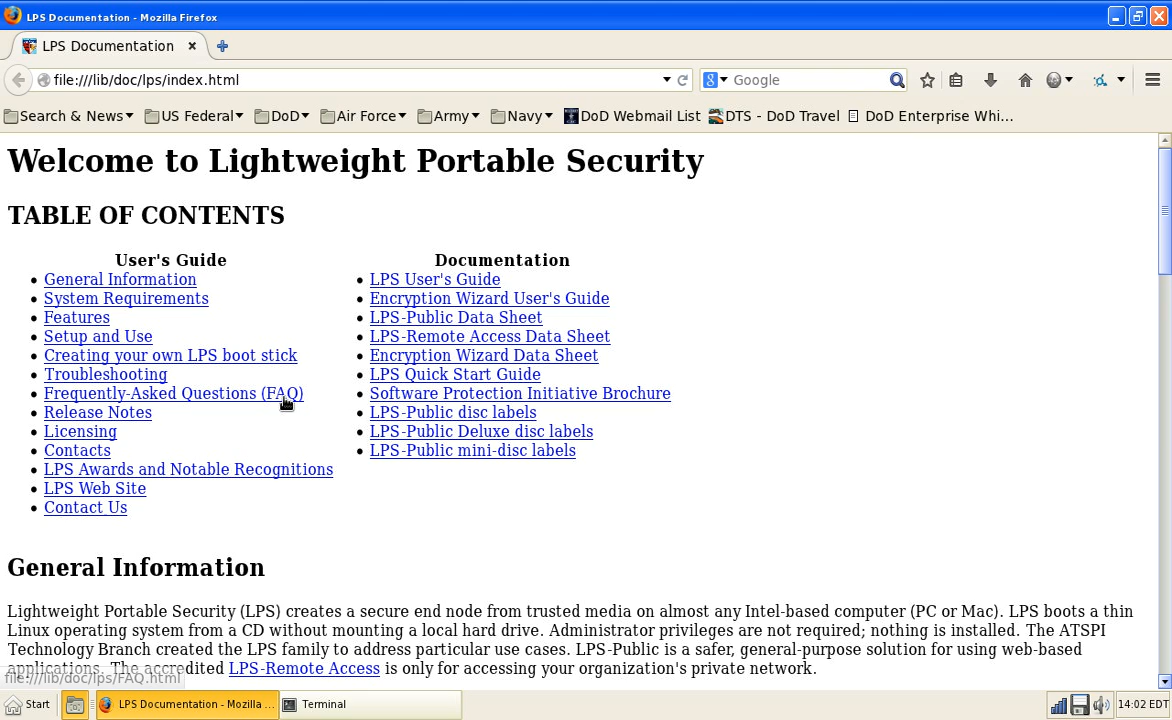 LPS Documentation - Mozilla Firefox
LPS Documentation
file:///lib/doc/lps/index.html
Google
Search & News
US Federal
DoD
Air Force
Army
Navy
DoD Webmail List
DTS - DoD Travel
DoD Enterprise Whi...
Welcome to Lightweight Portable Security
TABLE OF CONTENTS
User's Guide
General Information
System Requirements
Features
Setup and Use
Creating your own LPS boot stick
Troubleshooting
Frequently-Asked Questions (FAQ)
Release Notes
Licensing
Contacts
LPS Awards and Notable Recognitions
LPS Web Site
Contact Us
Documentation
LPS User's Guide
Encryption Wizard User's Guide
LPS-Public Data Sheet
LPS-Remote Access Data Sheet
Encryption Wizard Data Sheet
LPS Quick Start Guide
Software Protection Initiative Brochure
LPS-Public disc labels
LPS-Public Deluxe disc labels
LPS-Public mini-disc labels
General Information
Lightweight Portable Security (LPS) creates a secure end node from trusted media on almost any Intel-based computer (PC or Mac). LPS boots a thin
Linux operating system from a CD without mounting a local hard drive. Administrator privileges are not required; nothing is installed. The ATSPI
Technology Branch created the LPS family to address particular use cases. LPS-Public is a safer, general-purpose solution for using web-based
applications. The accredited LPS-Remote Access is only for accessing your organization's private network.
file:///lib/doc/lps/FAQ.html
Start
LPS Documentation - Mozilla ...
Terminal
14:02 EDT